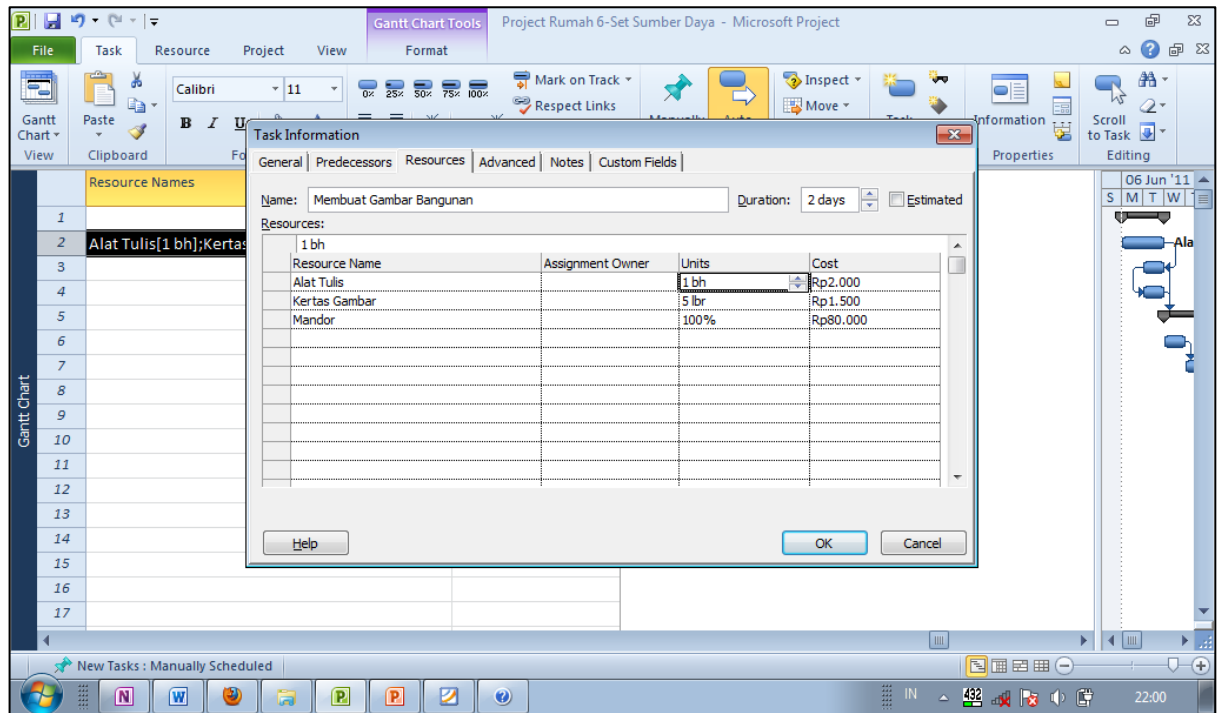 Gantt Chart Tools
Project Rumah 6-Set Sumber Daya - Microsoft Project
File Task Resource Project View Format
Gantt Chart
View
Paste
Clipboard
Calibri 11
B I U
0% 25% 50% 75% 100%
Mark on Track
Respect Links
Inspect
Move
Information
Properties
Scroll to Task
Editing
Task Information
General Predecessors Resources Advanced Notes Custom Fields
Name: Membuat Gambar Bangunan Duration: 2 days Estimated
Resources:
1 bh
Resource Name Assignment Owner Units Cost
Alat Tulis 1 bh Rp2.000
Kertas Gambar 5 lbr Rp1.500
Mandor 100% Rp80.000
Help OK Cancel
Resource Names
06 Jun '11
S M T W T
1
2 Alat Tulis[1 bh];Kertas
Ala
3
4
5
6
7
8
9
10
11
12
13
14
15
16
17
Gantt Chart
New Tasks : Manually Scheduled
IN 432 22:00